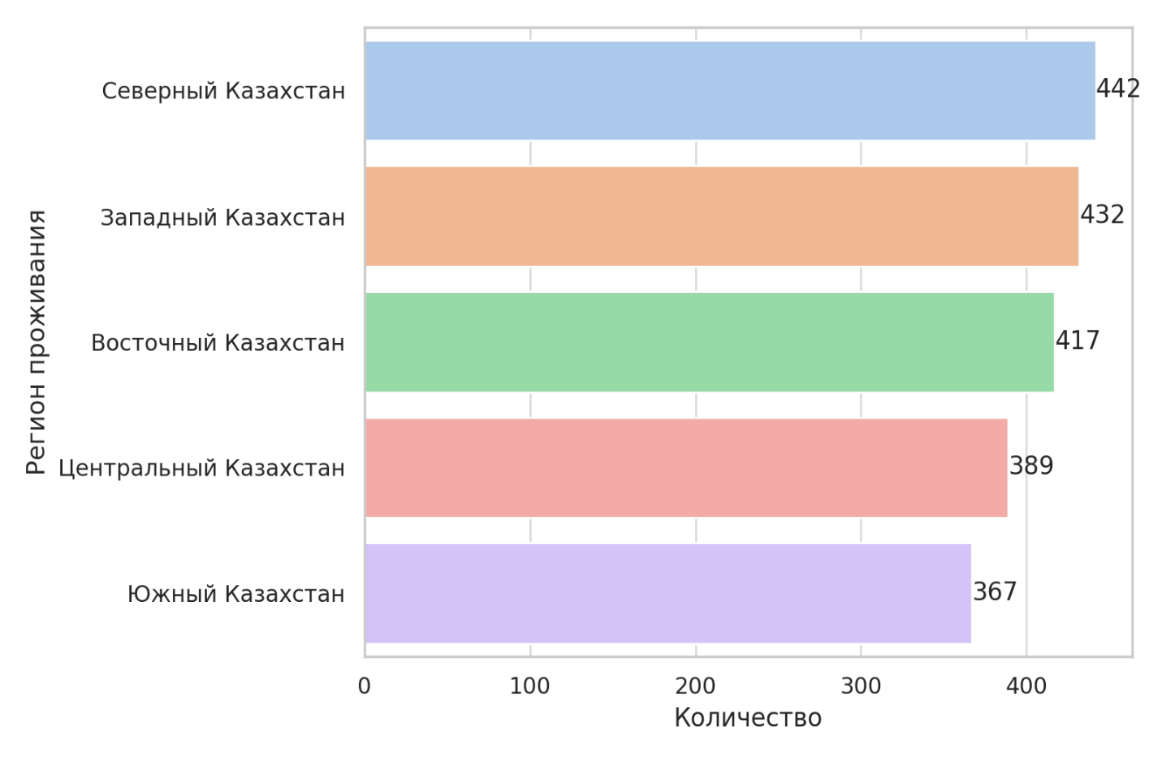 Северный Казахстан
442
Западный Казахстан
432
Восточный Казахстан
417
Центральный Казахстан
389
Южный Казахстан
367
Регион проживания
0 100 200 300 400
Количество